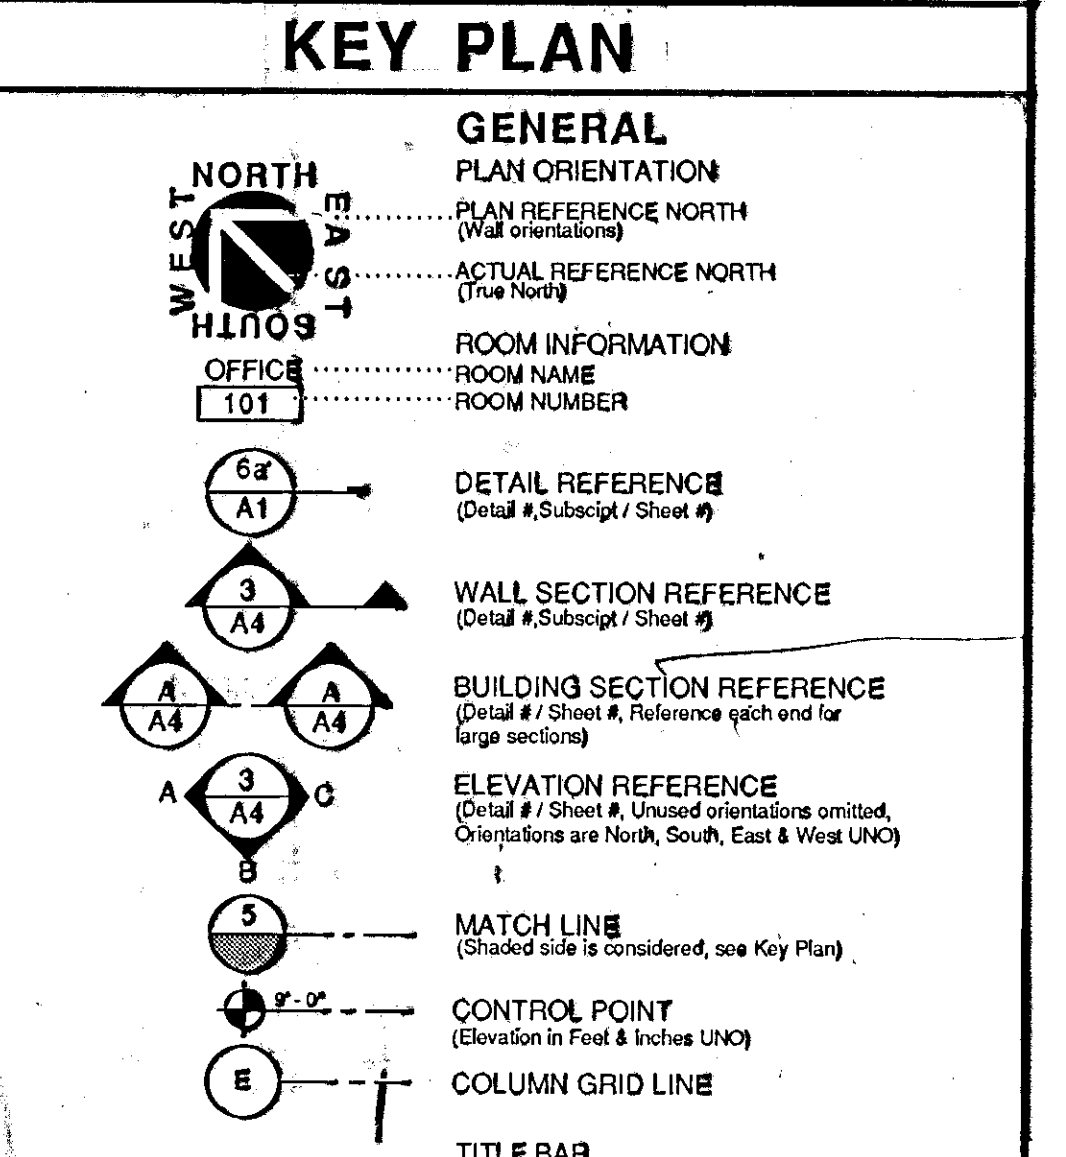 KEY PLAN
GENERAL
PLAN ORIENTATION
NORTH
EAST
WEST
SOUTH
PLAN REFERENCE NORTH
(Wall orientations)
ACTUAL REFERENCE NORTH
(True North)
ROOM INFORMATION
OFFICE
ROOM NAME
101
ROOM NUMBER
6a
A1
DETAIL REFERENCE
(Detail #,Subscipt / Sheet #)
3
A4
WALL SECTION REFERENCE
(Detail #,Subscipt / Sheet #)
A
A4
A
A4
BUILDING SECTION REFERENCE
(Detail # / Sheet #, Reference each end for
large sections)
A
3
A4
C
B
ELEVATION REFERENCE
(Detail # / Sheet #, Unused orientations omitted,
Orientations are North, South, East & West UNO)
5
MATCH LINE
(Shaded side is considered, see Key Plan)
9'- 0"
CONTROL POINT
(Elevation in Feet & Inches UNO)
E
COLUMN GRID LINE
TITLE BAR